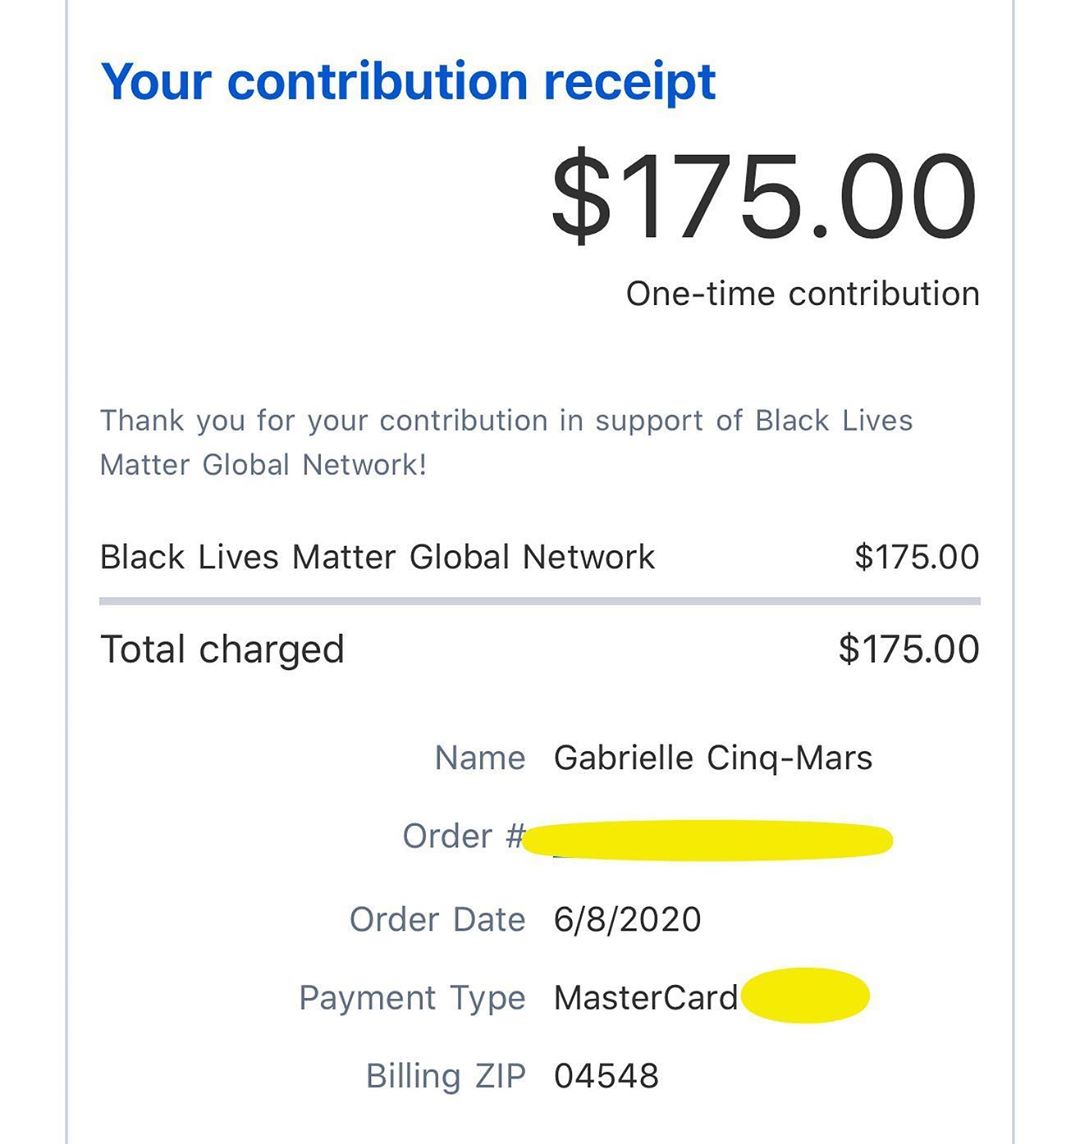 Your contribution receipt
$175.00
One-time contribution
Thank you for your contribution in support of Black Lives
Matter Global Network!
Black Lives Matter Global Network $175.00
Total charged $175.00
Name Gabrielle Cinq-Mars
Order #
Order Date 6/8/2020
Payment Type MasterCard
Billing ZIP 04548